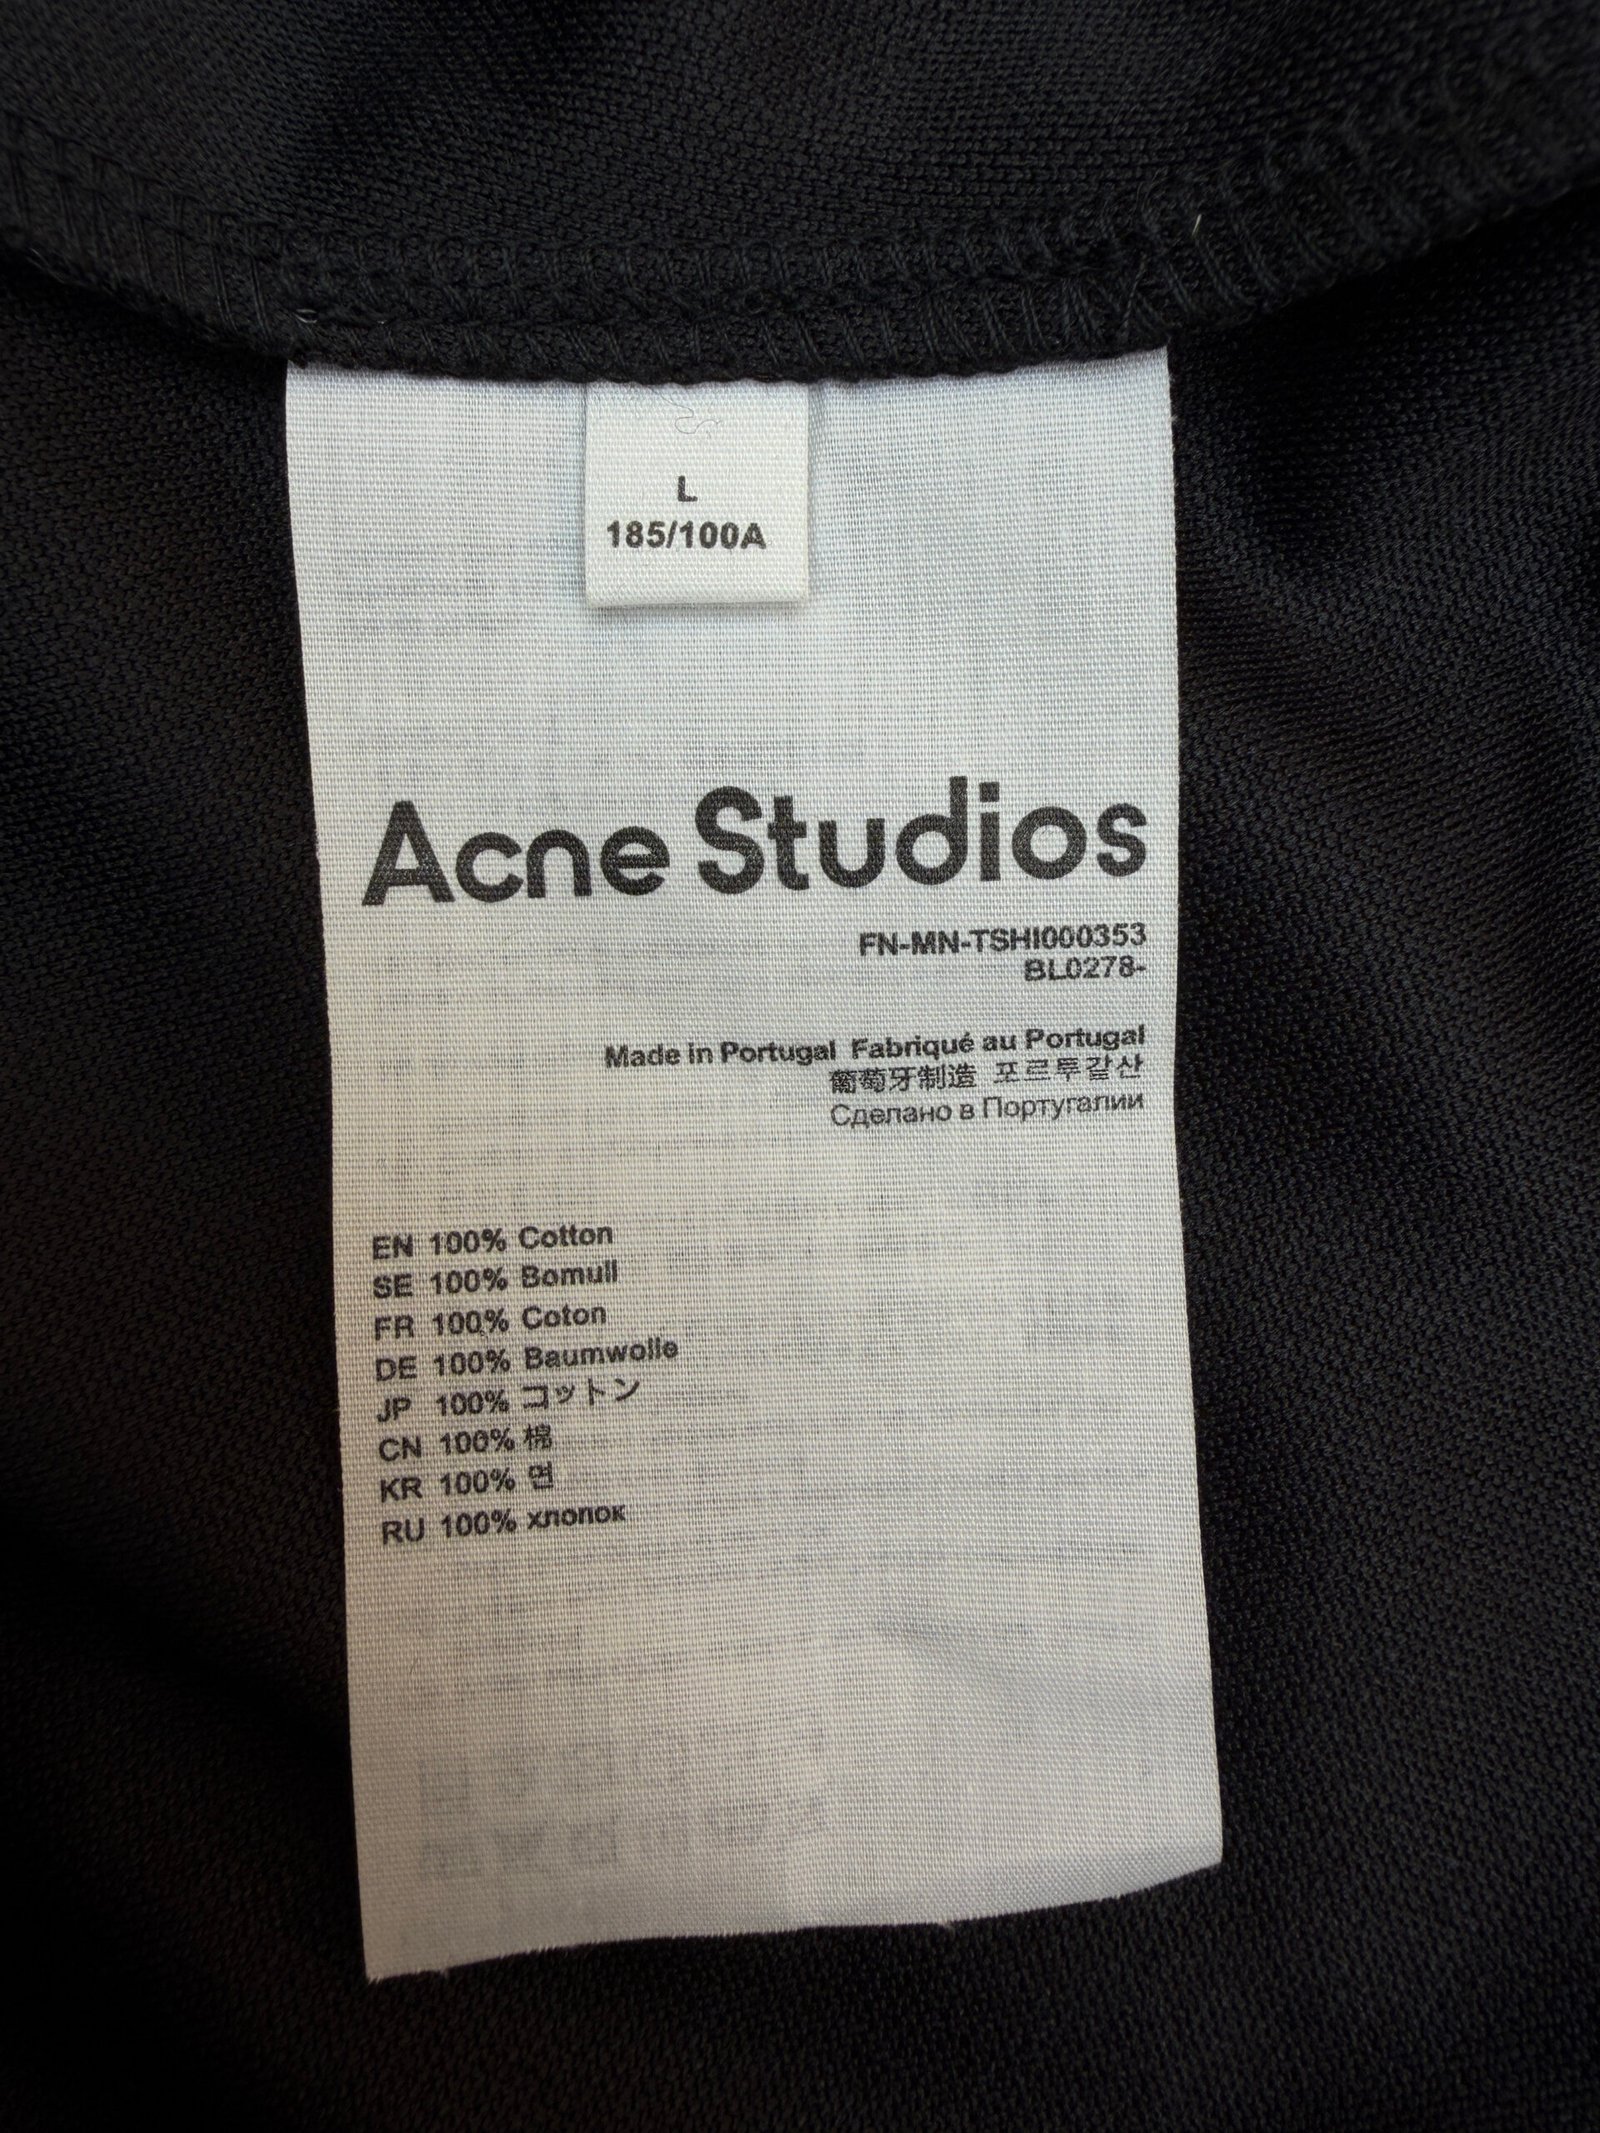 L
185/100A
Acne Studios
FN-MN-TSHI000353
BL0278-
Made in Portugal Fabriqué au Portugal
葡萄牙制造 포르투갈산
Сделано в Португалии
EN 100% Cotton
SE 100% Bomull
FR 100% Coton
DE 100% Baumwolle
JP 100% コットン
CN 100% 棉
KR 100% 면
RU 100% хлопок